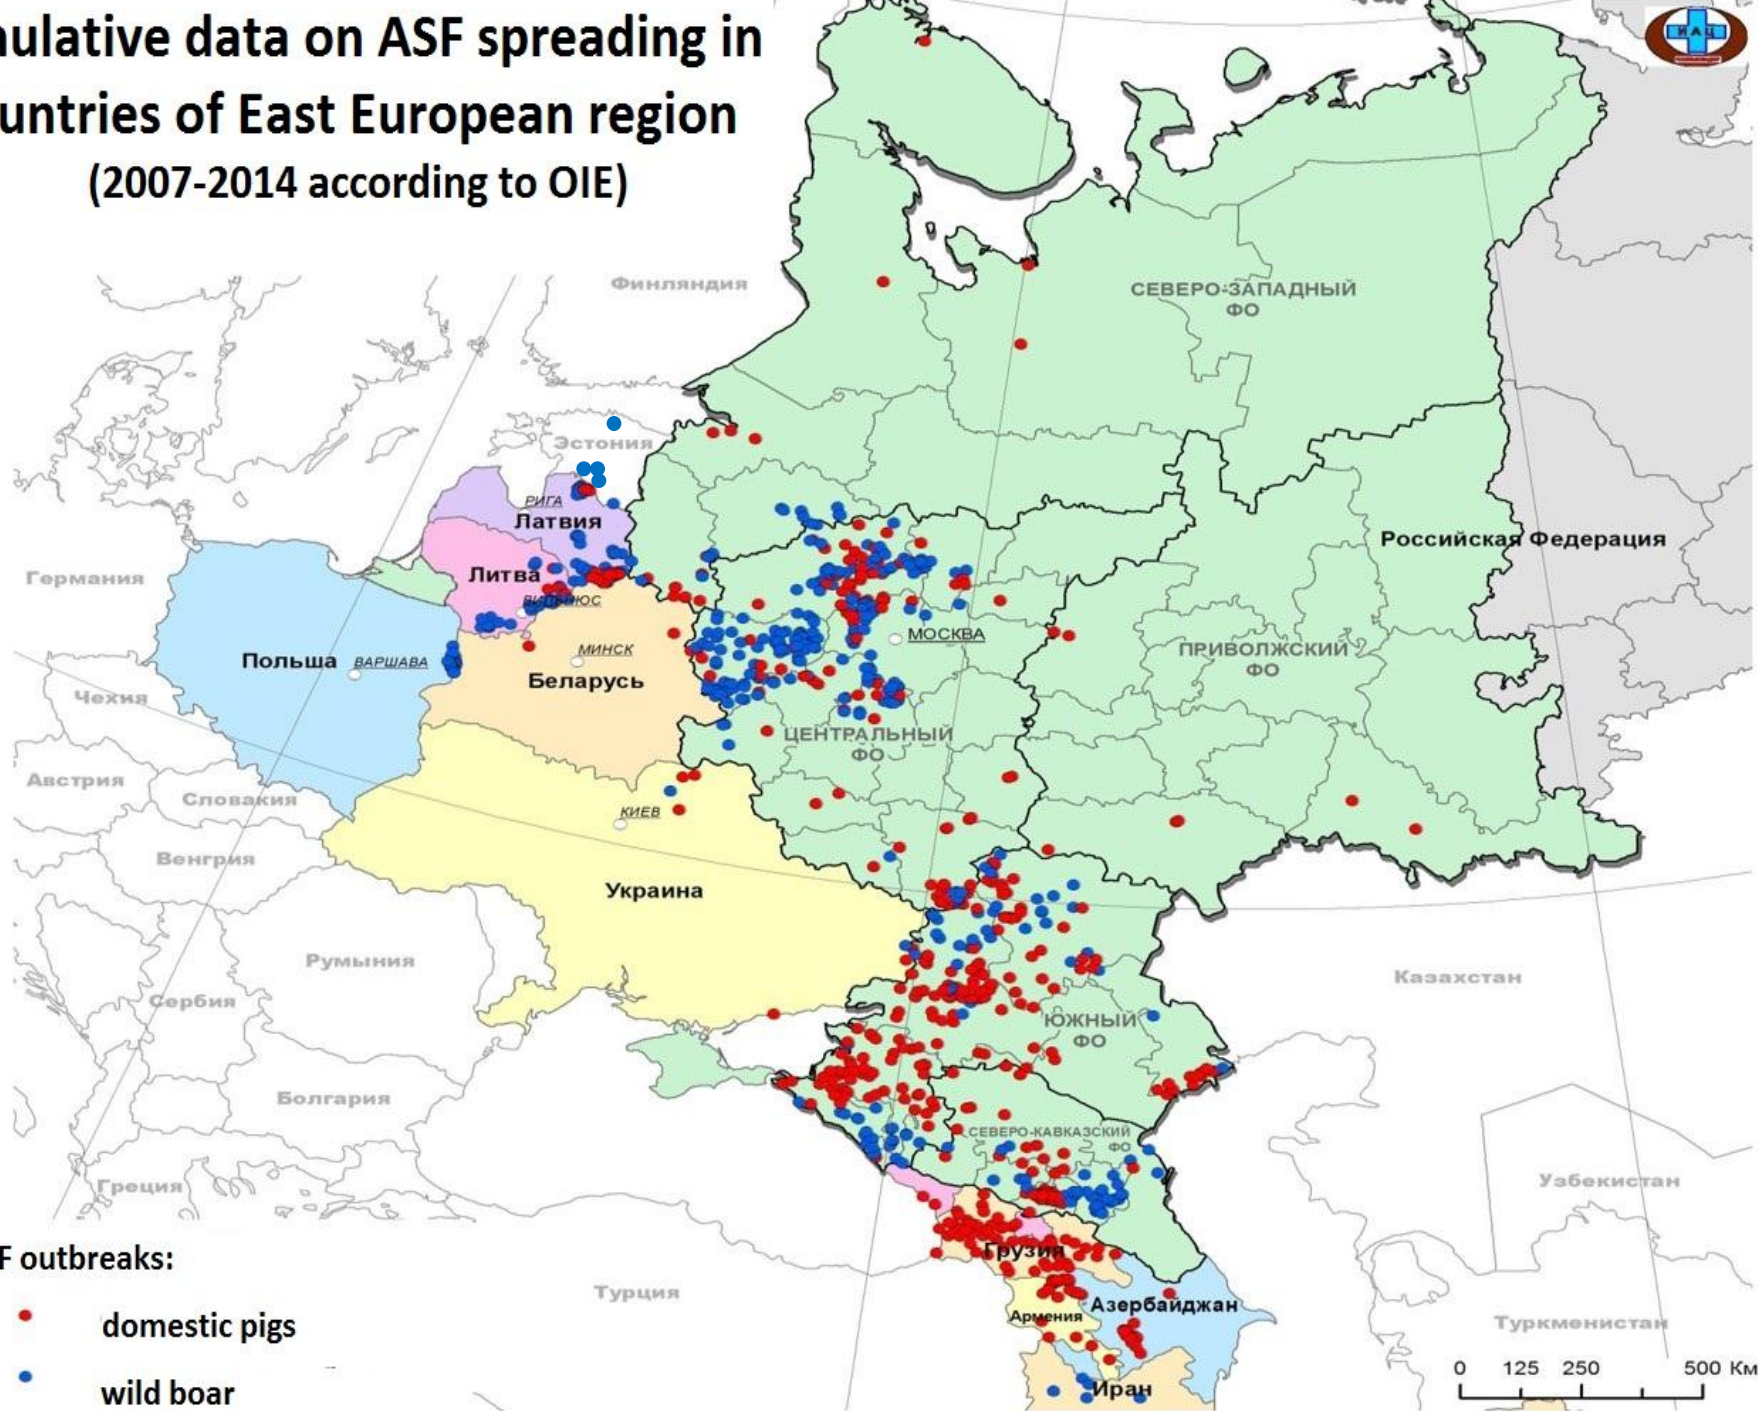 mulative data on ASF spreading in
untries of East European region
(2007-2014 according to OIE)
ИАЦ
Финляндия
СЕВЕРО-ЗАПАДНЫЙ
ФО
Эстония
РИГА
Латвия
Российская Федерация
Германия
Литва
ВИЛЬНЮС
МОСКВА
ПРИВОЛЖСКИЙ
ФО
МИНСК
Польша ВАРШАВА
Беларусь
Чехия
ЦЕНТРАЛЬНЫЙ
ФО
Австрия
Словакия
КИЕВ
Венгрия
Украина
Румыния
Казахстан
Сербия
ЮЖНЫЙ
ФО
Болгария
СЕВЕРО-КАВКАЗСКИЙ
ФО
Греция
Узбекистан
Грузия
F outbreaks:
Турция
Азербайджан
Армения
domestic pigs
Туркменистан
0 125 250 500 Км
Иран
wild boar